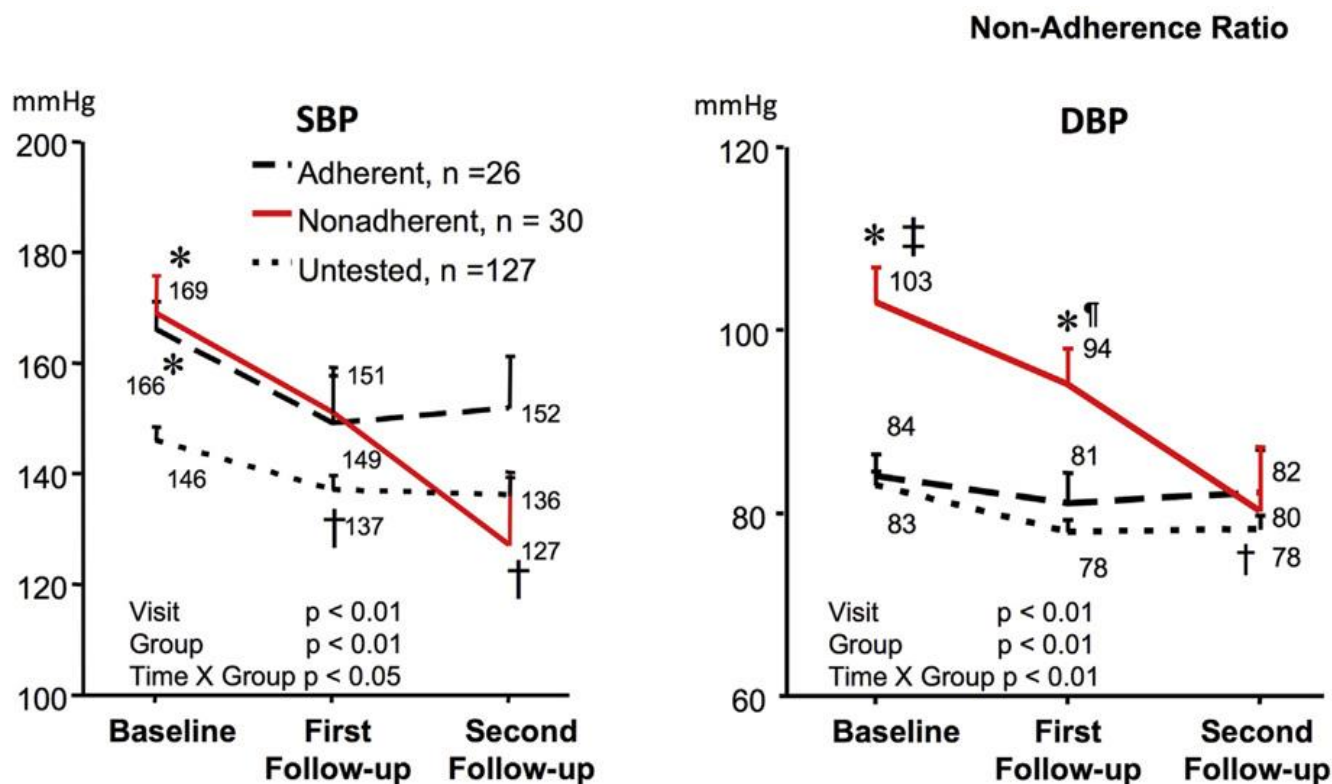 Non-Adherence Ratio
mmHg
SBP
200
180
160
140
120
100
Adherent, n =26
Nonadherent, n = 30
Untested, n =127
*
169
166
*
146
151
149
137
†
152
136
127
†
Visit p < 0.01
Group p < 0.01
Time X Group p < 0.05
Baseline
First
Follow-up
Second
Follow-up
mmHg
DBP
120
100
80
60
* ‡
103
* ¶
94
84
83
81
78
82
80
† 78
Visit p < 0.01
Group p < 0.01
Time X Group p < 0.01
Baseline
First
Follow-up
Second
Follow-up